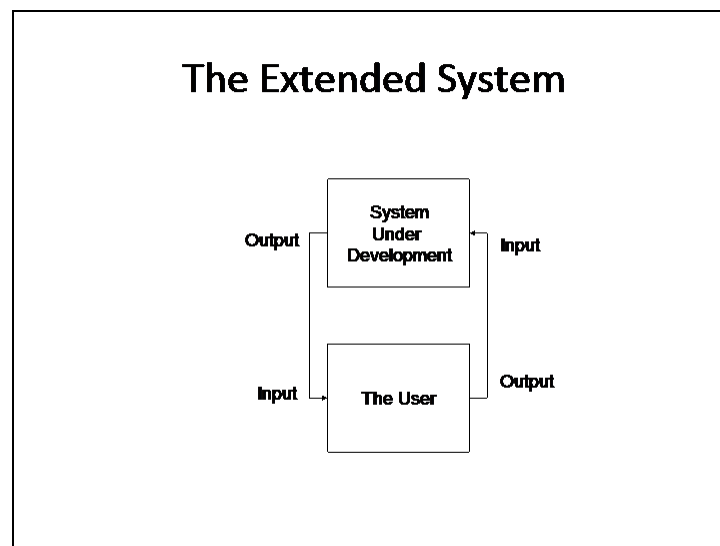 The Extended System
System
Under
Development
Output
Input
Input
The User
Output